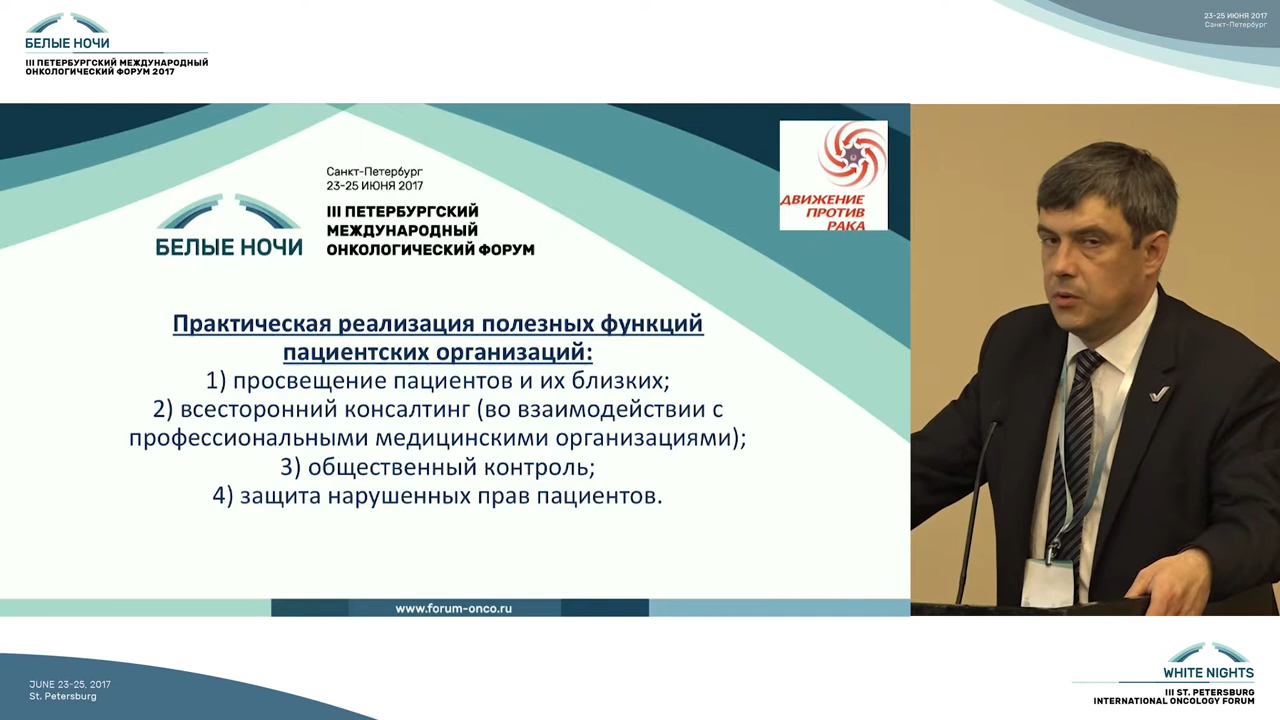 БЕЛЫЕ НОЧИ
III ПЕТЕРБУРГСКИЙ МЕЖДУНАРОДНЫЙ
ОНКОЛОГИЧЕСКИЙ ФОРУМ 2017
23-25 ИЮНЯ 2017
Санкт-Петербург
Санкт-Петербург
23-25 ИЮНЯ 2017
БЕЛЫЕ НОЧИ
III ПЕТЕРБУРГСКИЙ
МЕЖДУНАРОДНЫЙ
ОНКОЛОГИЧЕСКИЙ ФОРУМ
ДВИЖЕНИЕ
ПРОТИВ
РАКА
Практическая реализация полезных функций
пациентских организаций:
1) просвещение пациентов и их близких;
2) всесторонний консалтинг (во взаимодействии с
профессиональными медицинскими организациями);
3) общественный контроль;
4) защита нарушенных прав пациентов.
www.forum-onco.ru
JUNE 23-25, 2017
St. Petersburg
WHITE NIGHTS
III ST. PETERSBURG
INTERNATIONAL ONCOLOGY FORUM